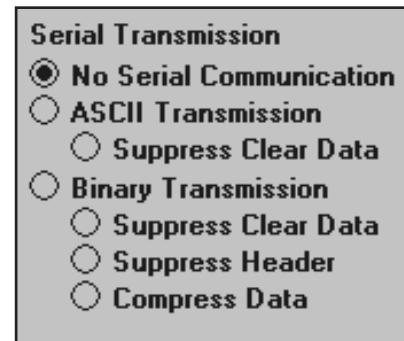 Serial Transmission
No Serial Communication
ASCII Transmission
Suppress Clear Data
Binary Transmission
Suppress Clear Data
Suppress Header
Compress Data